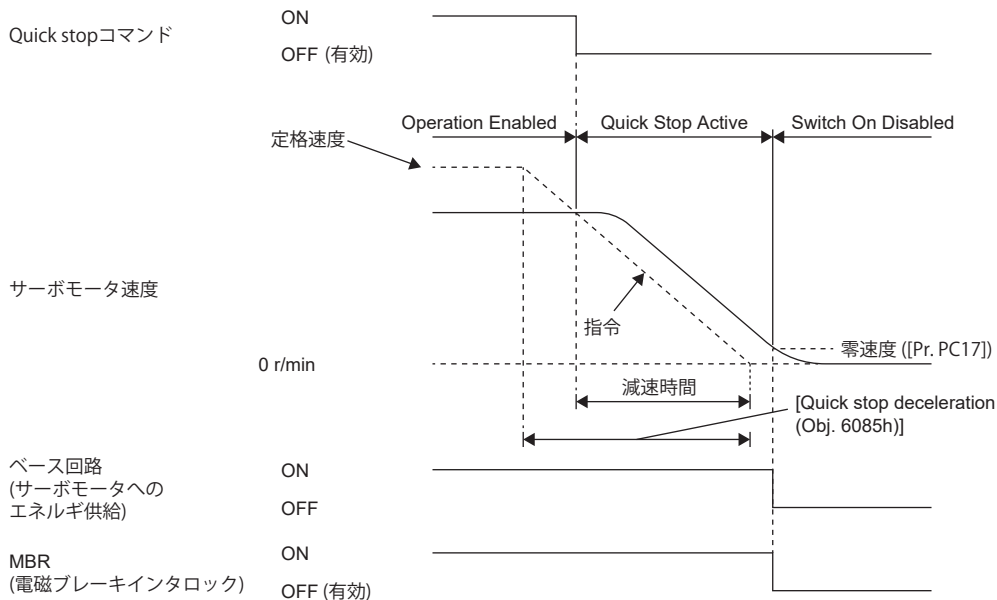 Quick stopコマンド
ON
OFF (有効)
Operation Enabled
Quick Stop Active
Switch On Disabled
定格速度
サーボモータ速度
指令
零速度 ([Pr. PC17])
0 r/min
減速時間
[Quick stop deceleration
(Obj. 6085h)]
ベース回路
(サーボモータへの
エネルギ供給)
ON
OFF
MBR
(電磁ブレーキインタロック)
ON
OFF (有効)